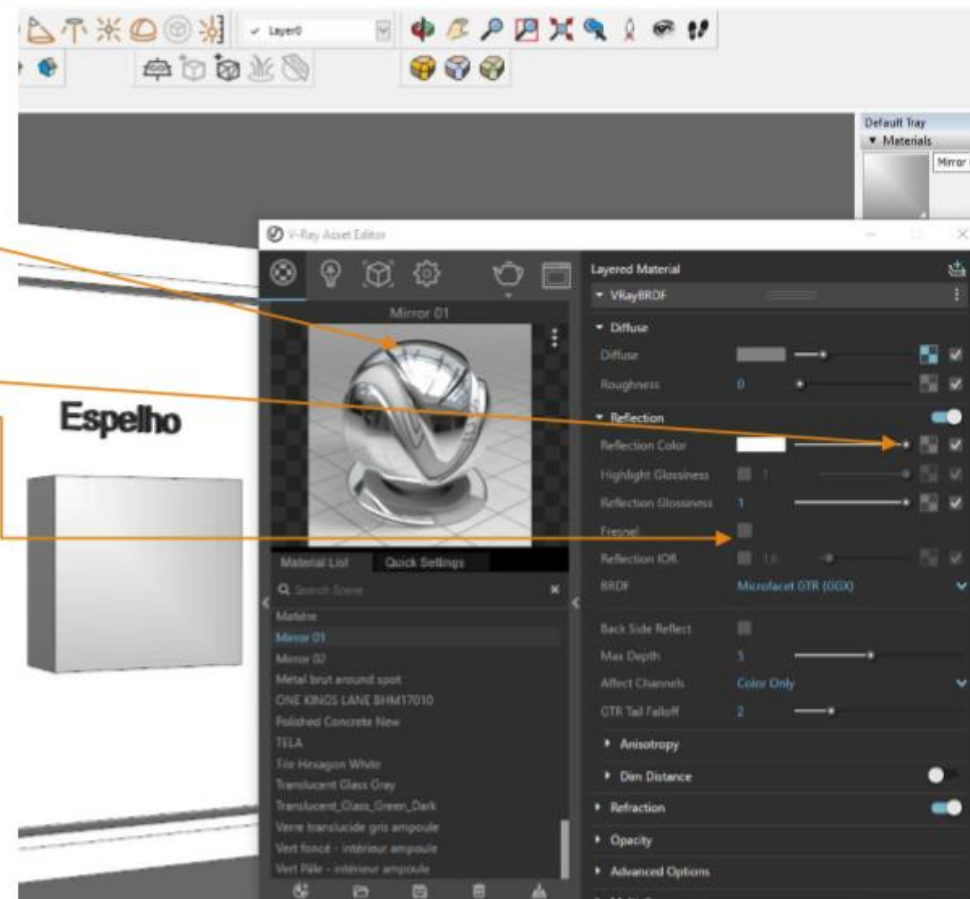 Layer0
Default Tray
Materials
Mirror
V-Ray Asset Editor
Layered Material
VRayBRDF
Mirror 01
Diffuse
Diffuse
Roughness 0
Reflection
Espelho
Reflection Color
Highlight Glossiness 1
Reflection Glossiness 1
Fresnel
Material List Quick Settings
Reflection IOR 1,6
Search Scene
BRDF Microfacet GTR (GGX)
Mirror 01
Back Side Reflect
Mirror 02
Max Depth 5
Métal brut around spot
Affect Channels Color Only
ONE KINGS LANE BHM17010
GTR Tail Falloff 2
Polished Concrete New
TELA
Anisotropy
Tile Hexagon White
Dim Distance
Translucent Glass Gray
Translucent_Glass_Green_Dark
Refraction
Verre translucide gris ampoule
Opacity
Vert foncé - intérieur ampoule
Vert Pâle - intérieur ampoule
Advanced Options